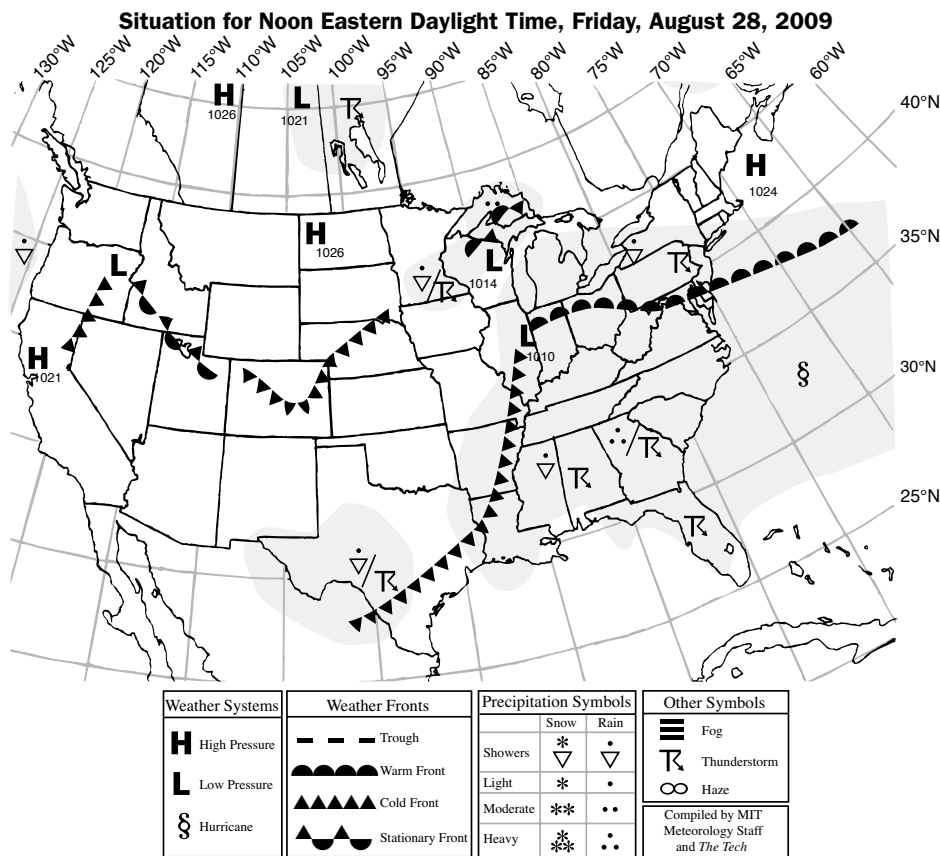 Situation for Noon Eastern Daylight Time, Friday, August 28, 2009
130°W 125°W 120°W 115°W 110°W 105°W 100°W 95°W 90°W 85°W 80°W 75°W 70°W 65°W 60°W
40°N
H
1026
L
1021
H
1024
35°N
H
1026
L
L
1014
L
1010
H
1021
30°N
25°N
Weather Systems
H High Pressure
L Low Pressure
§ Hurricane
Weather Fronts
Trough
Warm Front
Cold Front
Stationary Front
Precipitation Symbols
Snow Rain
Showers
Light
Moderate
Heavy
Other Symbols
Fog
Thunderstorm
Haze
Compiled by MIT
Meteorology Staff
and The Tech